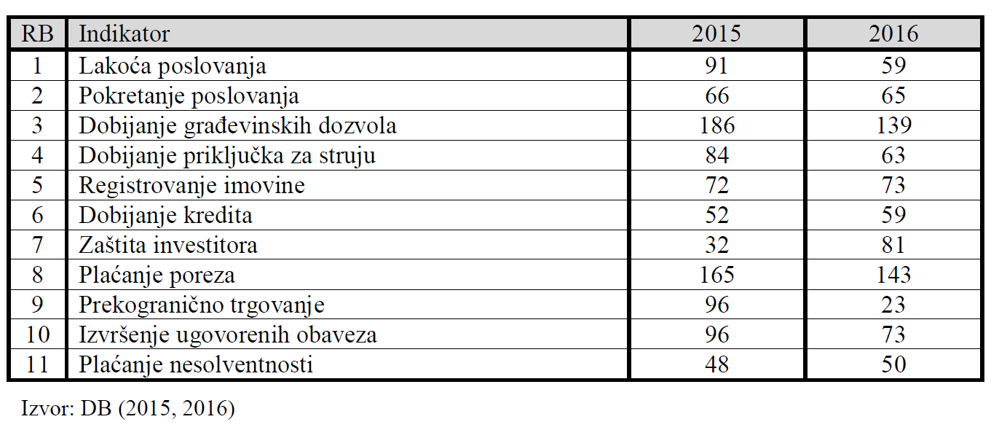 RB Indikator 2015 2016
1 Lakoća poslovanja 91 59
2 Pokretanje poslovanja 66 65
3 Dobijanje građevinskih dozvola 186 139
4 Dobijanje priključka za struju 84 63
5 Registrovanje imovine 72 73
6 Dobijanje kredita 52 59
7 Zaštita investitora 32 81
8 Plaćanje poreza 165 143
9 Prekogranično trgovanje 96 23
10 Izvršenje ugovorenih obaveza 96 73
11 Plaćanje nesolventnosti 48 50
Izvor: DB (2015, 2016)